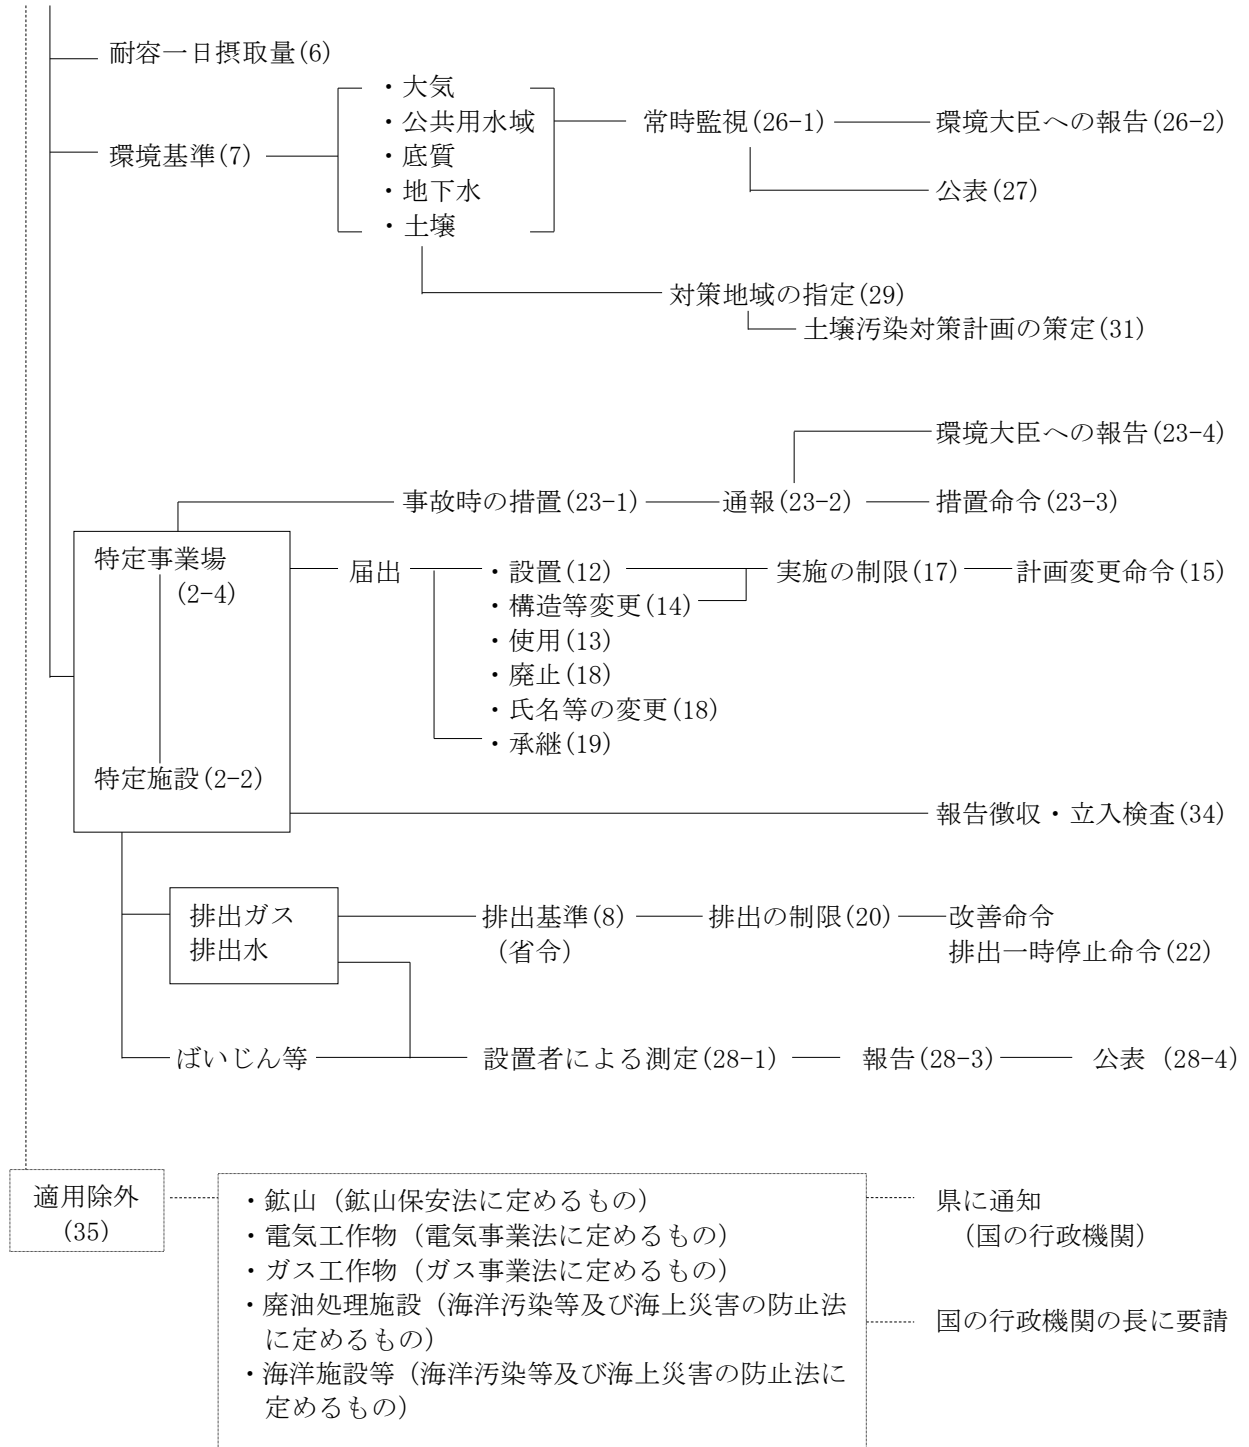 耐容一日摂取量(6)
環境基準(7)
・大気
・公共用水域
・底質
・地下水
・土壌
常時監視(26-1)
環境大臣への報告(26-2)
公表(27)
対策地域の指定(29)
土壌汚染対策計画の策定(31)
環境大臣への報告(23-4)
事故時の措置(23-1)
通報(23-2)
措置命令(23-3)
特定事業場
(2-4)
特定施設(2-2)
届出
・設置(12)
・構造等変更(14)
・使用(13)
・廃止(18)
・氏名等の変更(18)
・承継(19)
実施の制限(17)
計画変更命令(15)
報告徴収・立入検査(34)
排出ガス
排出水
排出基準(8)
(省令)
排出の制限(20)
改善命令
排出一時停止命令(22)
ばいじん等
設置者による測定(28-1)
報告(28-3)
公表 (28-4)
適用除外
(35)
・鉱山（鉱山保安法に定めるもの）
・電気工作物（電気事業法に定めるもの）
・ガス工作物（ガス事業法に定めるもの）
・廃油処理施設（海洋汚染等及び海上災害の防止法
に定めるもの）
・海洋施設等（海洋汚染等及び海上災害の防止法に
定めるもの）
県に通知
（国の行政機関）
国の行政機関の長に要請